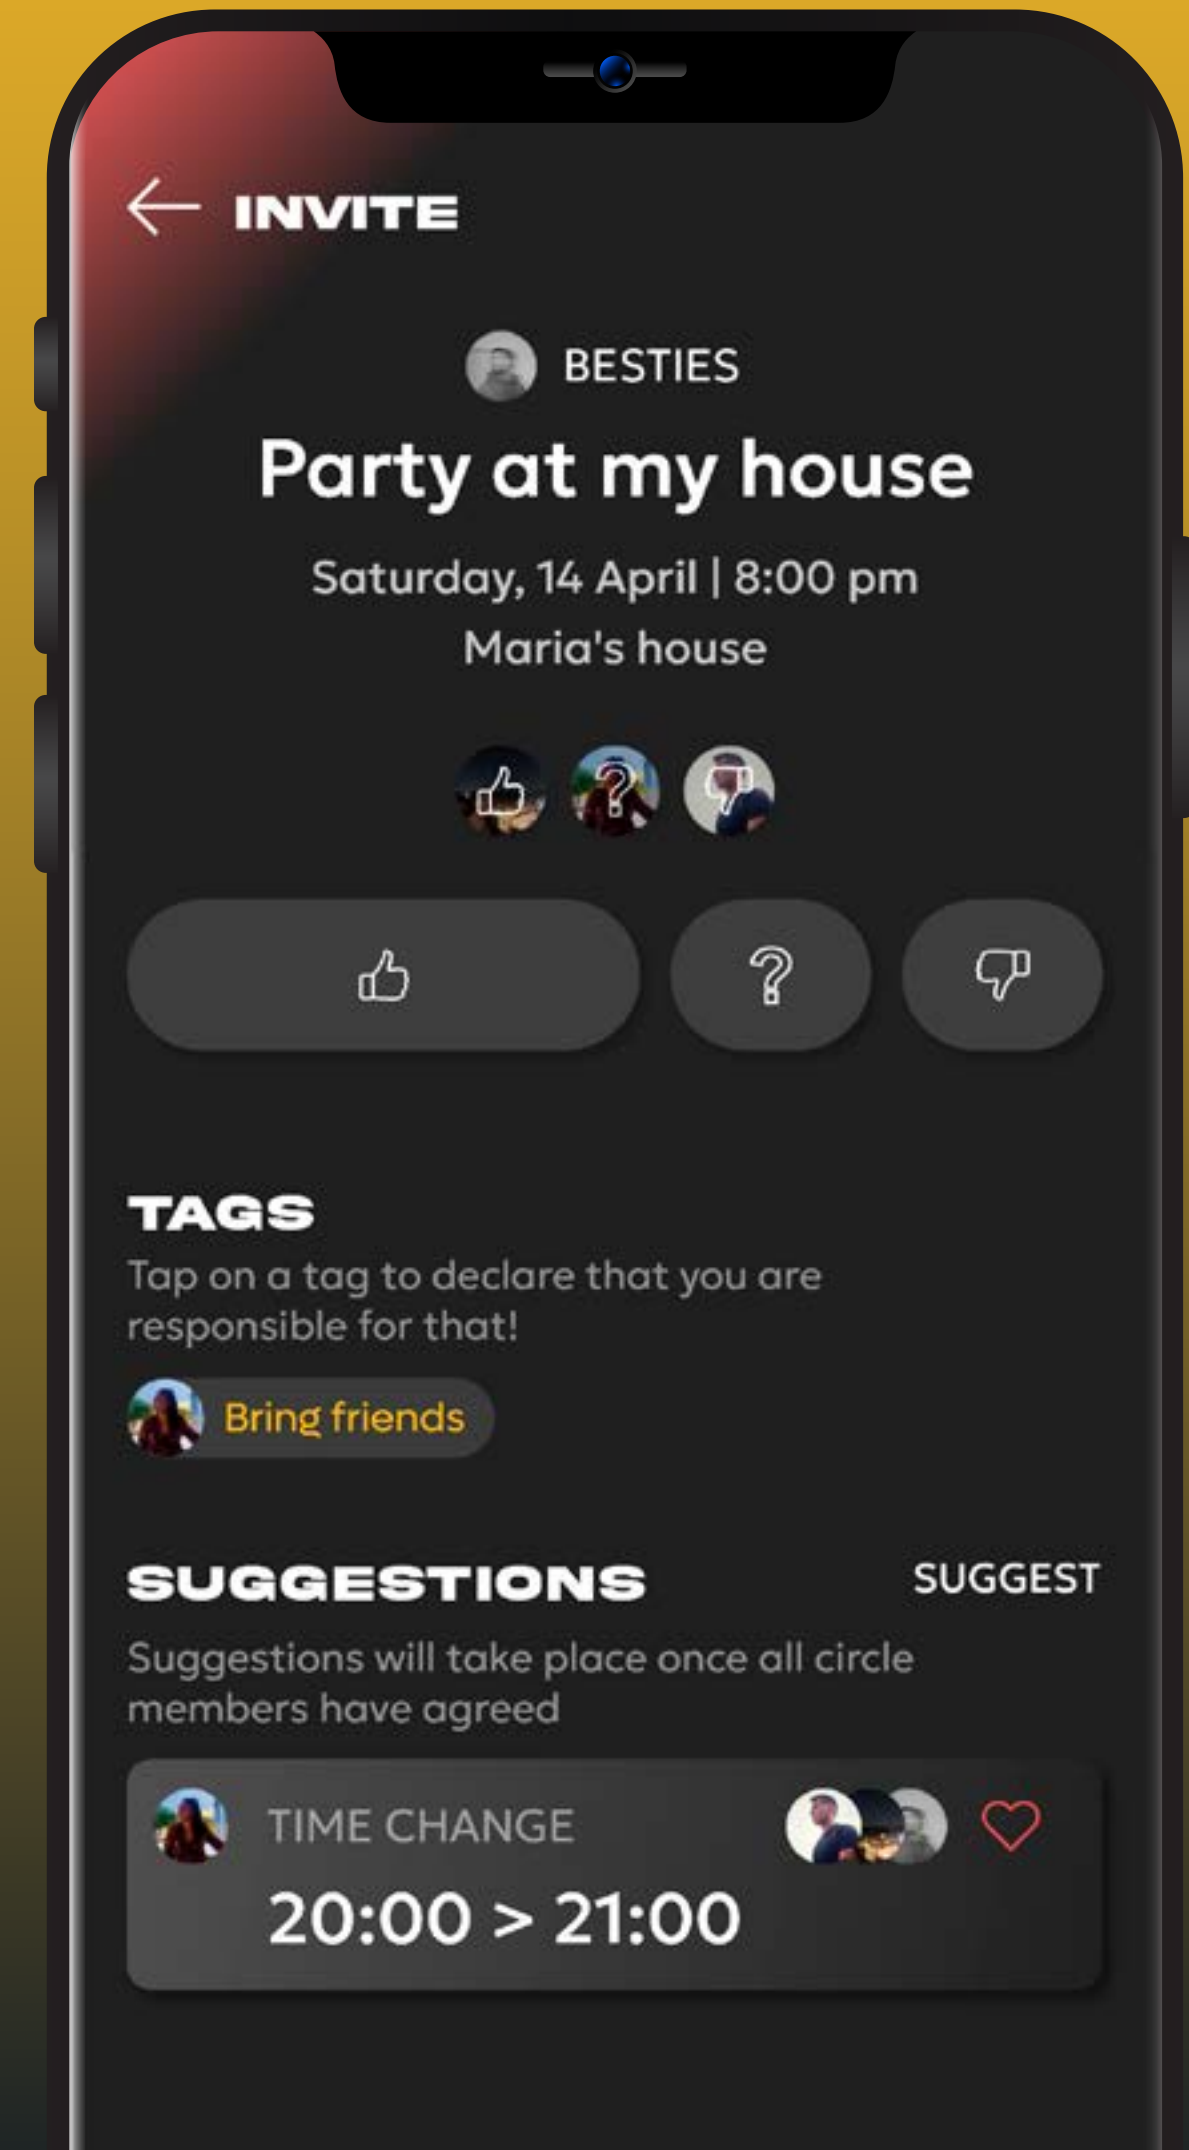 INVITE
BESTIES
Party at my house
Saturday, 14 April | 8:00 pm
Maria's house
TAGS
Tap on a tag to declare that you are
responsible for that!
Bring friends
SUGGESTIONS
SUGGEST
Suggestions will take place once all circle
members have agreed
TIME CHANGE
20:00 > 21:00